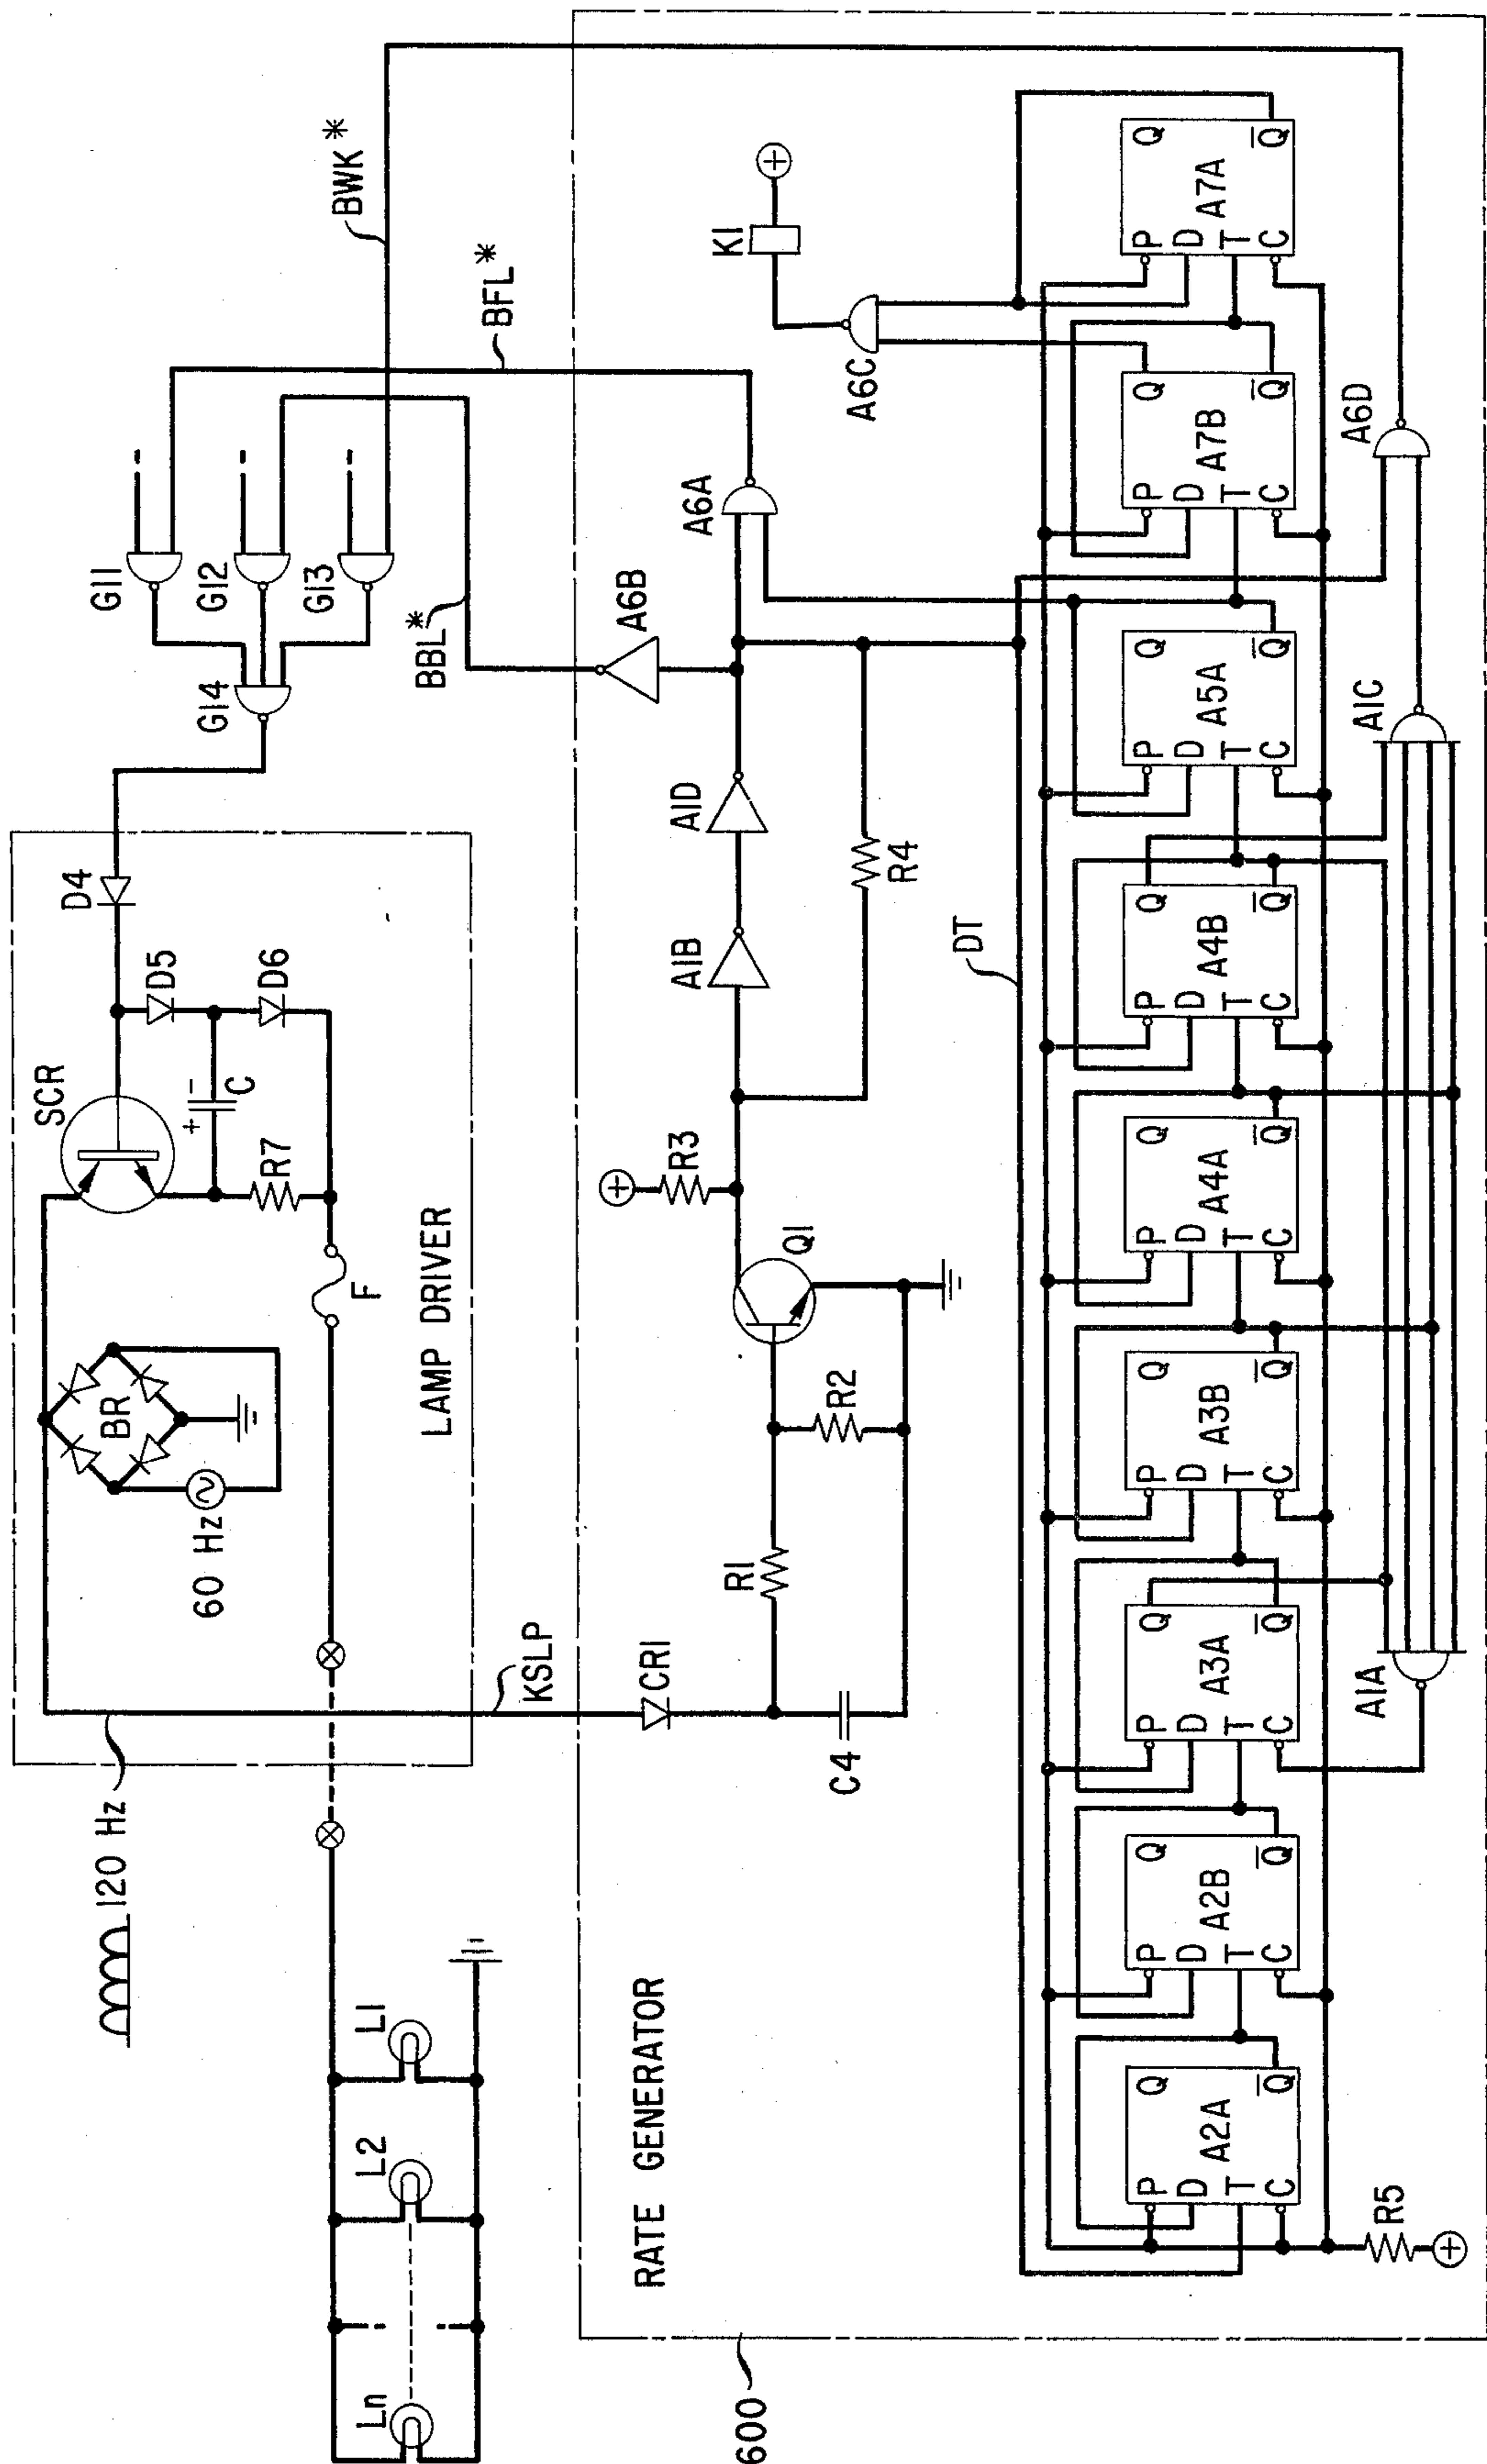 120 Hz
60 Hz
BR
SCR
D4
D5
D6
+
-
C
R7
F
LAMP DRIVER
L1
L2
Ln
G11
G12
G13
G14
BWK*
BFL*
BBL*
KSLP
600
RATE GENERATOR
CR1
C4
R1
R2
Q1
+
R3
A1B
A1D
R4
A6B
A6A
A6C
K1
+
DT
P
D
T
C
Q
Q
A2A
P
D
T
C
Q
Q
A2B
P
D
T
C
Q
Q
A3A
P
D
T
C
Q
Q
A3B
P
D
T
C
Q
Q
A4A
P
D
T
C
Q
Q
A4B
P
D
T
C
Q
Q
A5A
P
D
T
C
Q
Q
A7B
P
D
T
C
Q
Q
A7A
R5
+
A1A
A1C
A6D